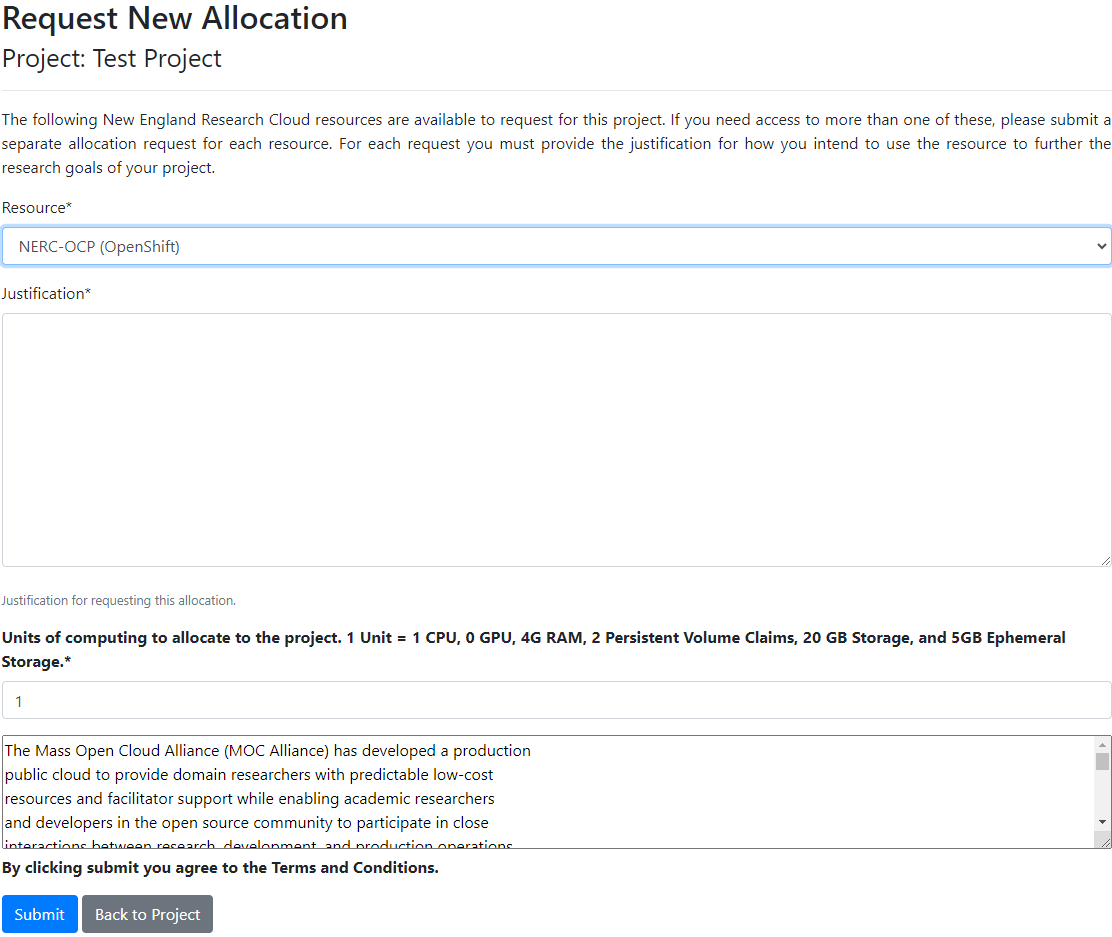 Request New Allocation
Project: Test Project
The following New England Research Cloud resources are available to request for this project. If you need access to more than one of these, please submit a
separate allocation request for each resource. For each request you must provide the justification for how you intend to use the resource to further the
research goals of your project.
Resource*
NERC-OCP (OpenShift)
Justification*
Justification for requesting this allocation.
Units of computing to allocate to the project. 1 Unit = 1 CPU, 0 GPU, 4G RAM, 2 Persistent Volume Claims, 20 GB Storage, and 5GB Ephemeral
Storage.*
1
The Mass Open Cloud Alliance (MOC Alliance) has developed a production
public cloud to provide domain researchers with predictable low-cost
resources and facilitator support while enabling academic researchers
and developers in the open source community to participate in close
interactions between research, development, and production operations
By clicking submit you agree to the Terms and Conditions.
Submit Back to Project